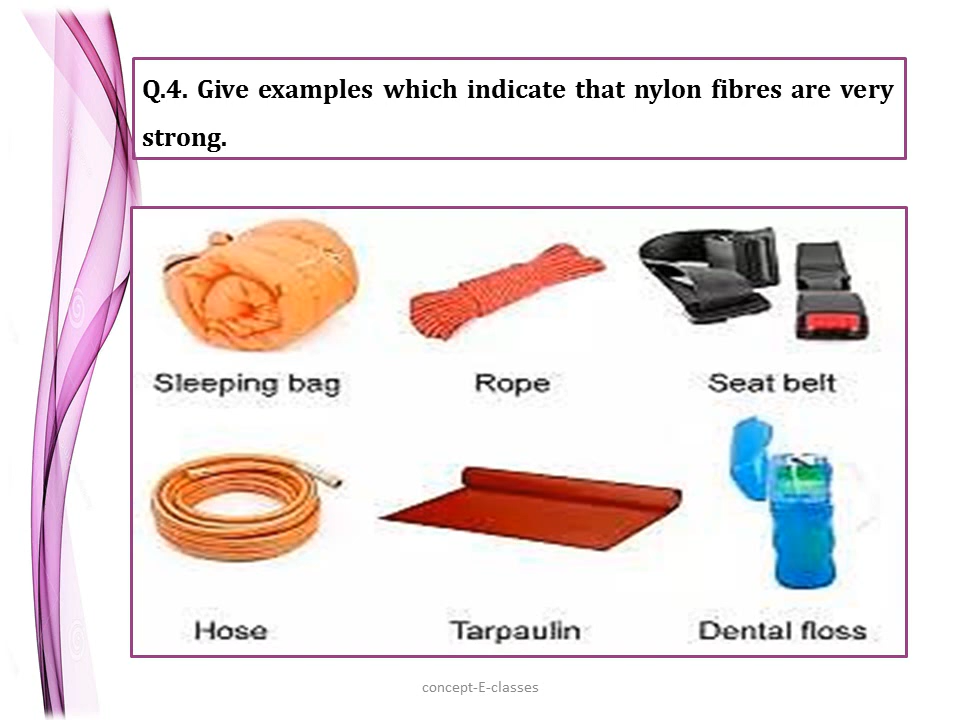 Q.4. Give examples which indicate that nylon fibres are very
strong.
Sleeping bag
Rope
Seat belt
Hose
Tarpaulin
Dental floss
concept-E-classes